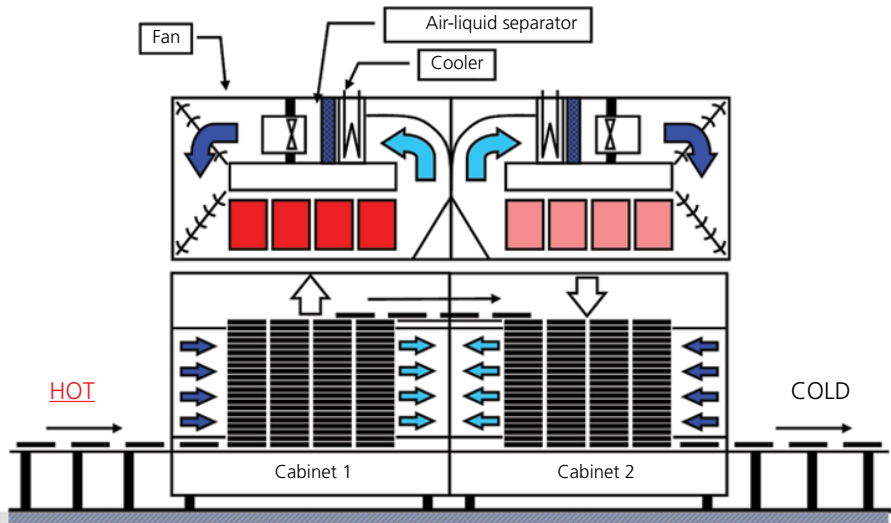 Air-liquid separator
Fan
Cooler
HOT
COLD
Cabinet 1
Cabinet 2